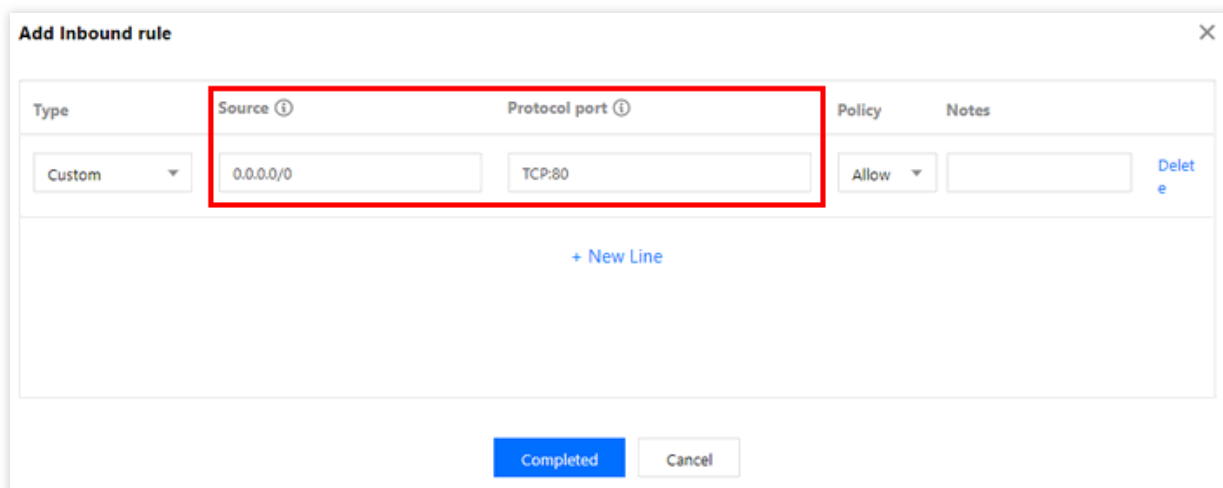 Add Inbound rule
Type Source Protocol port Policy Notes
Custom 0.0.0.0/0 TCP:80 Allow Delet
e
+ New Line
Completed Cancel